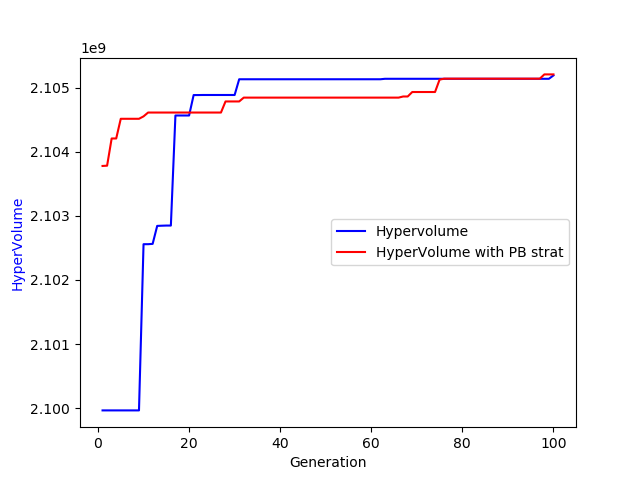 1e9
2.105
2.104
2.103
2.102
2.101
2.100
HyperVolume
Hypervolume
HyperVolume with PB strat
0 20 40 60 80 100
Generation